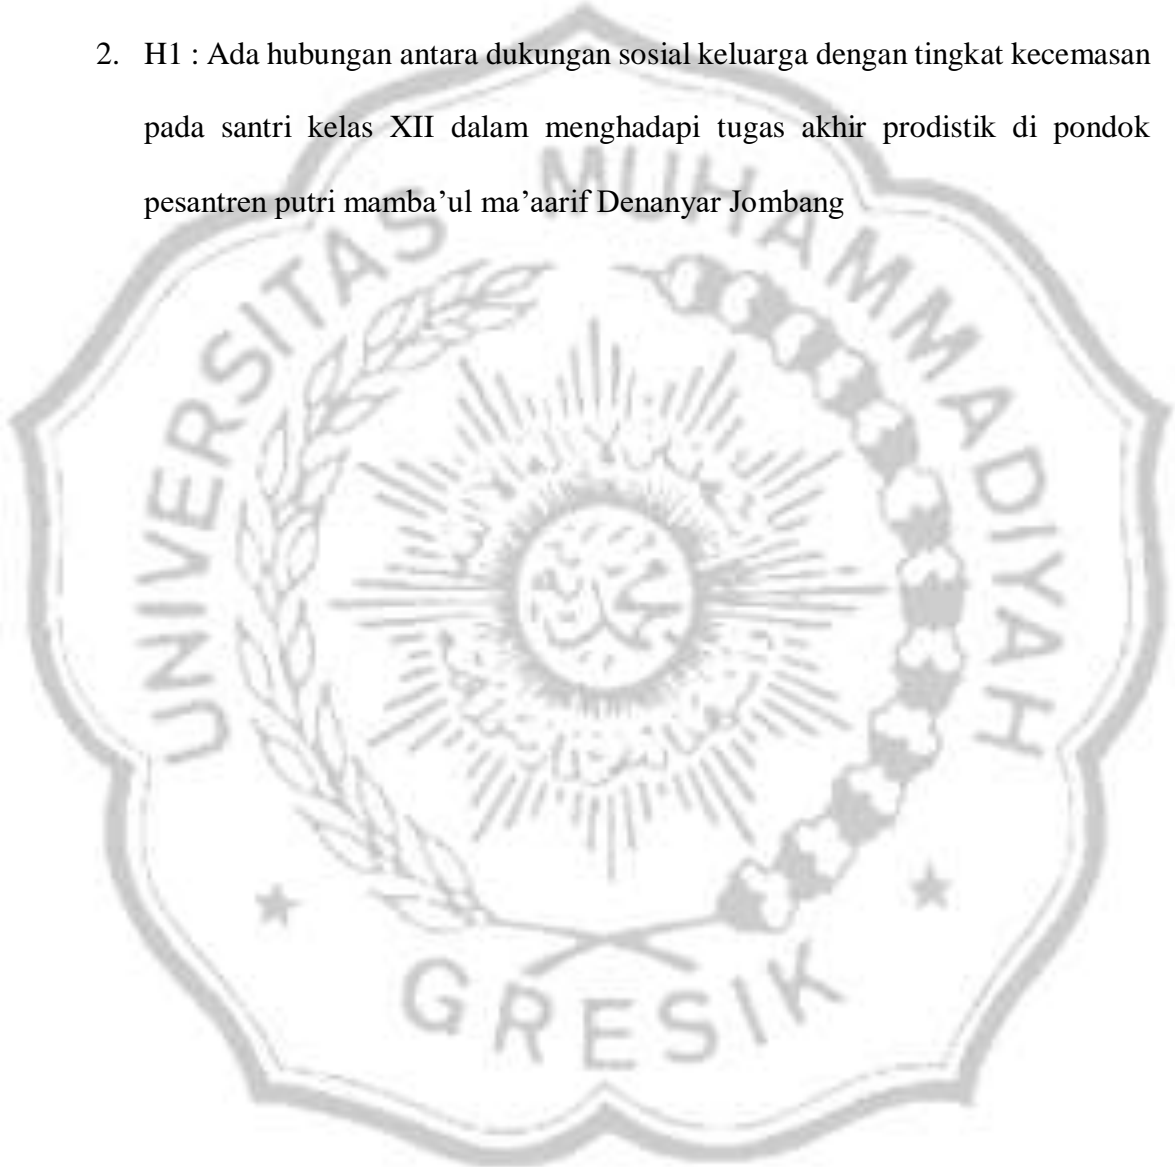 2. H1 : Ada hubungan antara dukungan sosial keluarga dengan tingkat kecemasan
pada santri kelas XII dalam menghadapi tugas akhir prodistik di pondok
pesantren putri mamba’ul ma’aarif Denanyar Jombang
UNIVERSITAS MUHAMMADIYAH
GRESIK